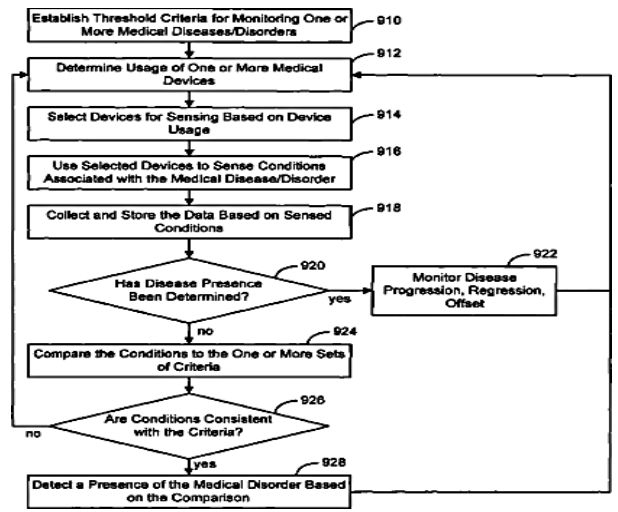 Establish Threshold Criteria for Monitoring One or
More Medical Diseases/Disorders
910
Determine Usage of One or More Medical
Devices
912
Select Devices for Sensing Based on Device
Usage
914
Use Selected Devices to Sense Conditions
Associated with the Medical Disease/Disorder
916
Collect and Store the Data Based on Sensed
Conditions
918
Has Disease Presence
Been Determined?
920
yes
Monitor Disease
Progression, Regression,
Offset
922
no
Compare the Conditions to the One or More Sets
of Criteria
924
Are Conditions Consistent
with the Criteria?
926
no
yes
Detect a Presence of the Medical Disorder Based
on the Comparison
928